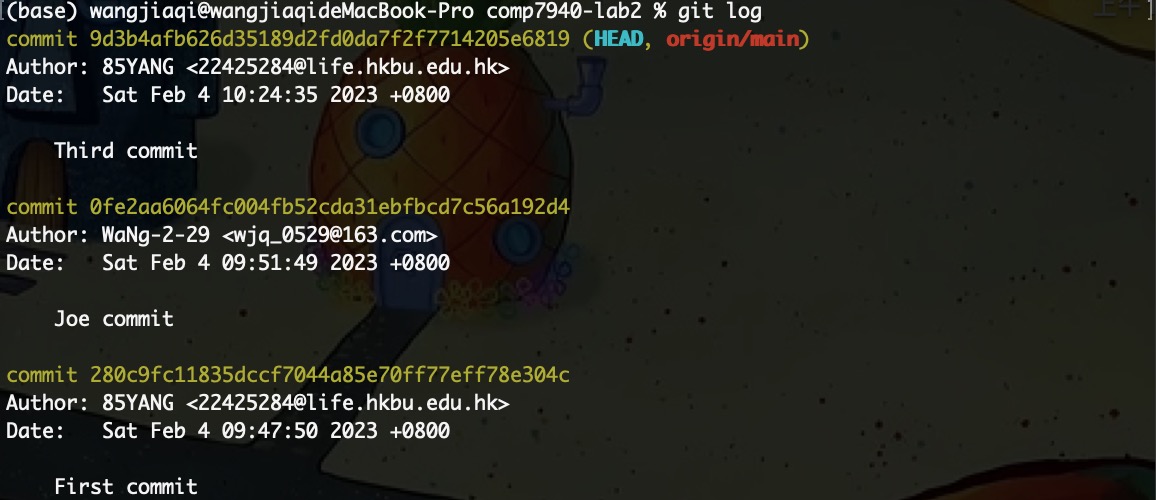 (base) wangjiaqi@wangjiaqideMacBook-Pro comp7940-lab2 % git log
commit 9d3b4afb626d35189d2fd0da7f2f7714205e6819 (HEAD, origin/main)
Author: 85YANG <22425284@life.hkbu.edu.hk>
Date:   Sat Feb 4 10:24:35 2023 +0800
    Third commit
commit 0fe2aa6064fc004fb52cda31ebfbcd7c56a192d4
Author: WaNg-2-29 <wjq_0529@163.com>
Date:   Sat Feb 4 09:51:49 2023 +0800
    Joe commit
commit 280c9fc11835dccf7044a85e70ff77eff78e304c
Author: 85YANG <22425284@life.hkbu.edu.hk>
Date:   Sat Feb 4 09:47:50 2023 +0800
    First commit